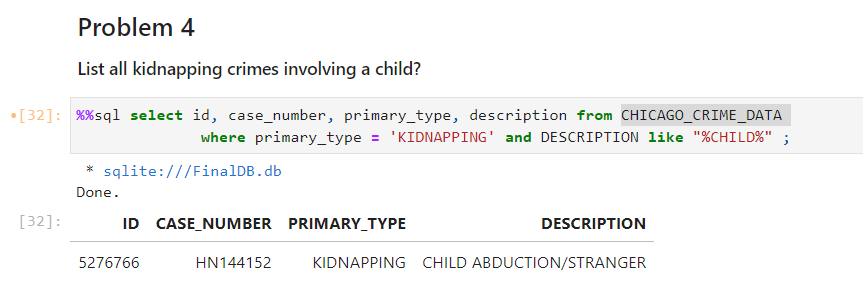 Problem 4
List all kidnapping crimes involving a child?
•[32]: %%sql select id, case_number, primary_type, description from CHICAGO_CRIME_DATA
where primary_type = 'KIDNAPPING' and DESCRIPTION like "%CHILD%" ;
* sqlite:///FinalDB.db
Done.
[32]: ID CASE_NUMBER PRIMARY_TYPE DESCRIPTION
5276766 HN144152 KIDNAPPING CHILD ABDUCTION/STRANGER